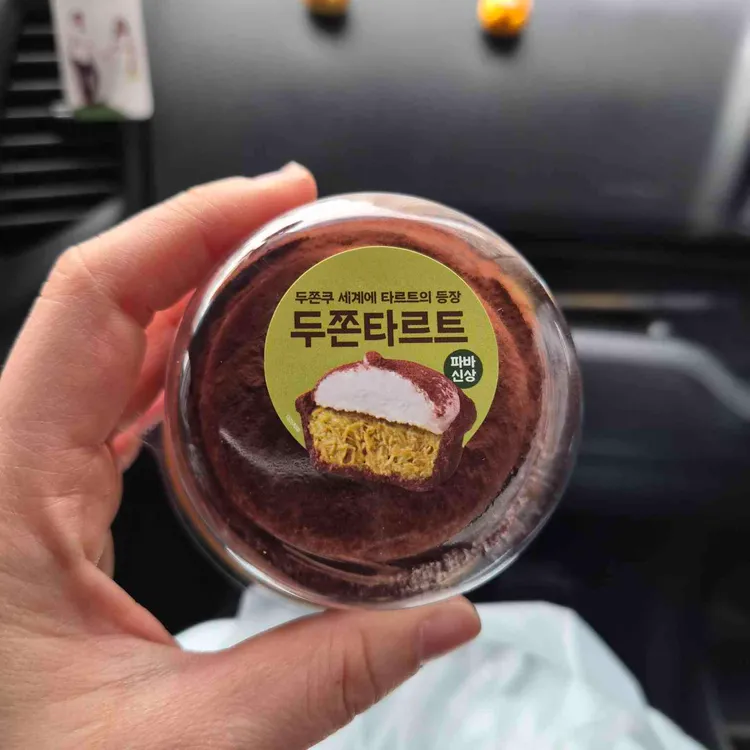 두쫀쿠 세계에 타르트의 등장
두쫀타르트
파바
신상